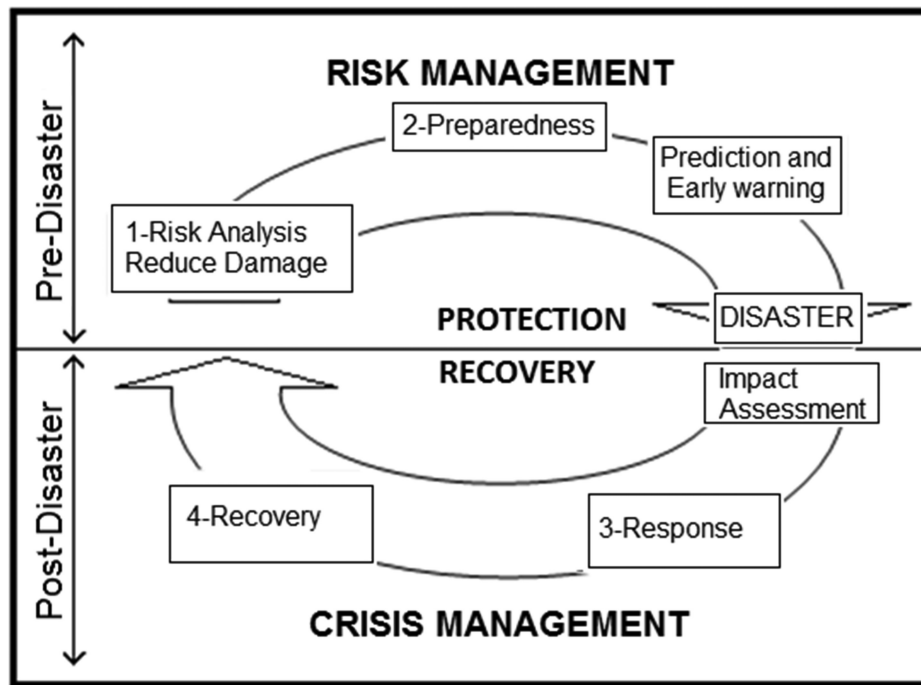 RISK MANAGEMENT
2-Preparedness
Prediction and
Early warning
1-Risk Analysis
Reduce Damage
Pre-Disaster
PROTECTION
DISASTER
RECOVERY
Impact
Assessment
4-Recovery
3-Response
Post-Disaster
CRISIS MANAGEMENT